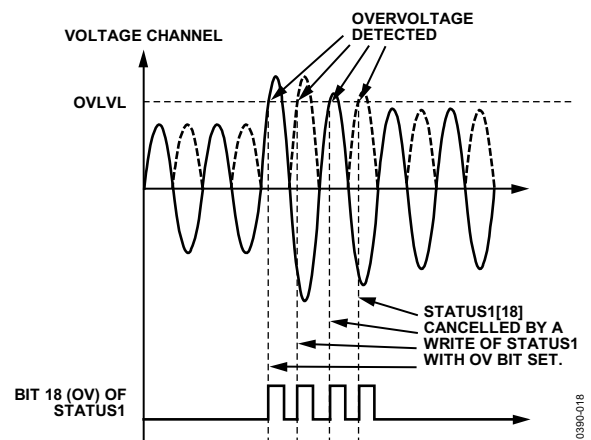 OVERVOLTAGE
DETECTED
VOLTAGE CHANNEL
OVLVL
STATUS1[18]
CANCELLED BY A
WRITE OF STATUS1
WITH OV BIT SET.
BIT 18 (OV) OF
STATUS1
0390-018